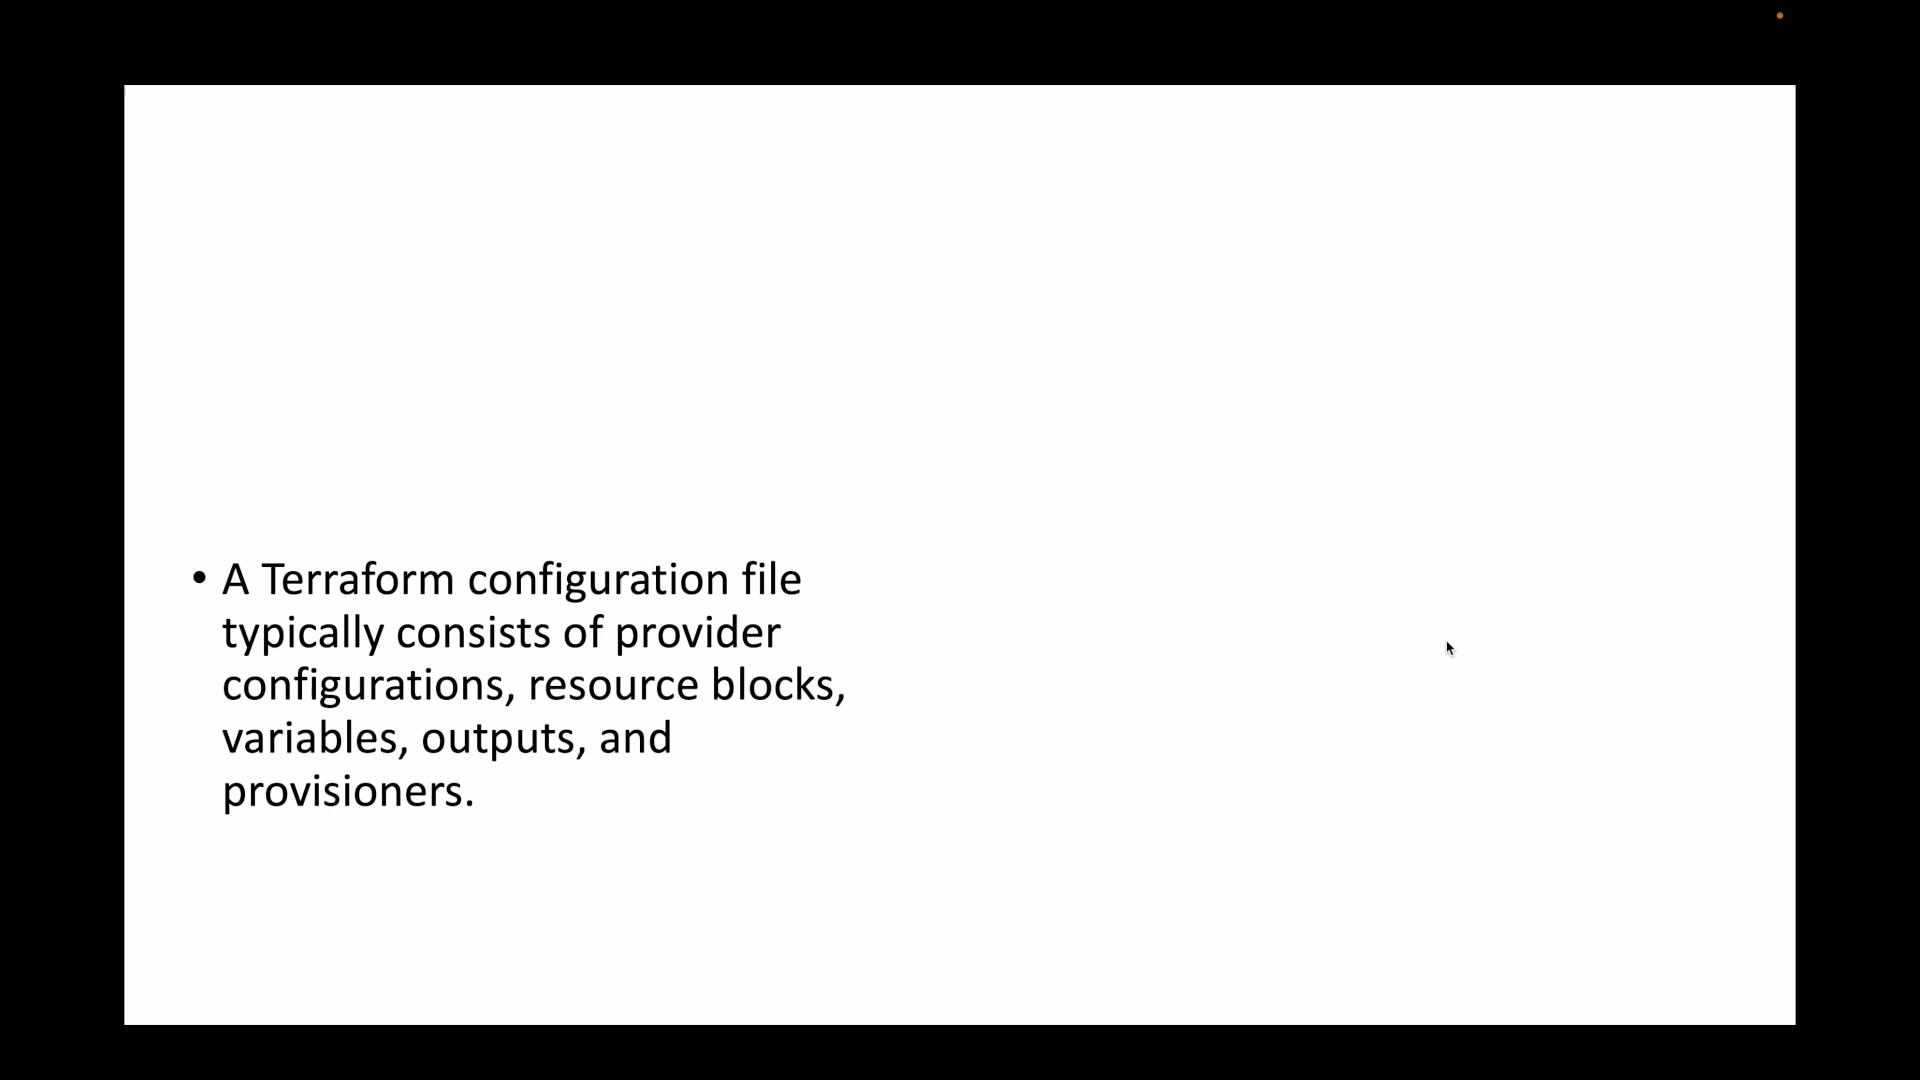 • A Terraform configuration file
typically consists of provider
configurations, resource blocks,
variables, outputs, and
provisioners.